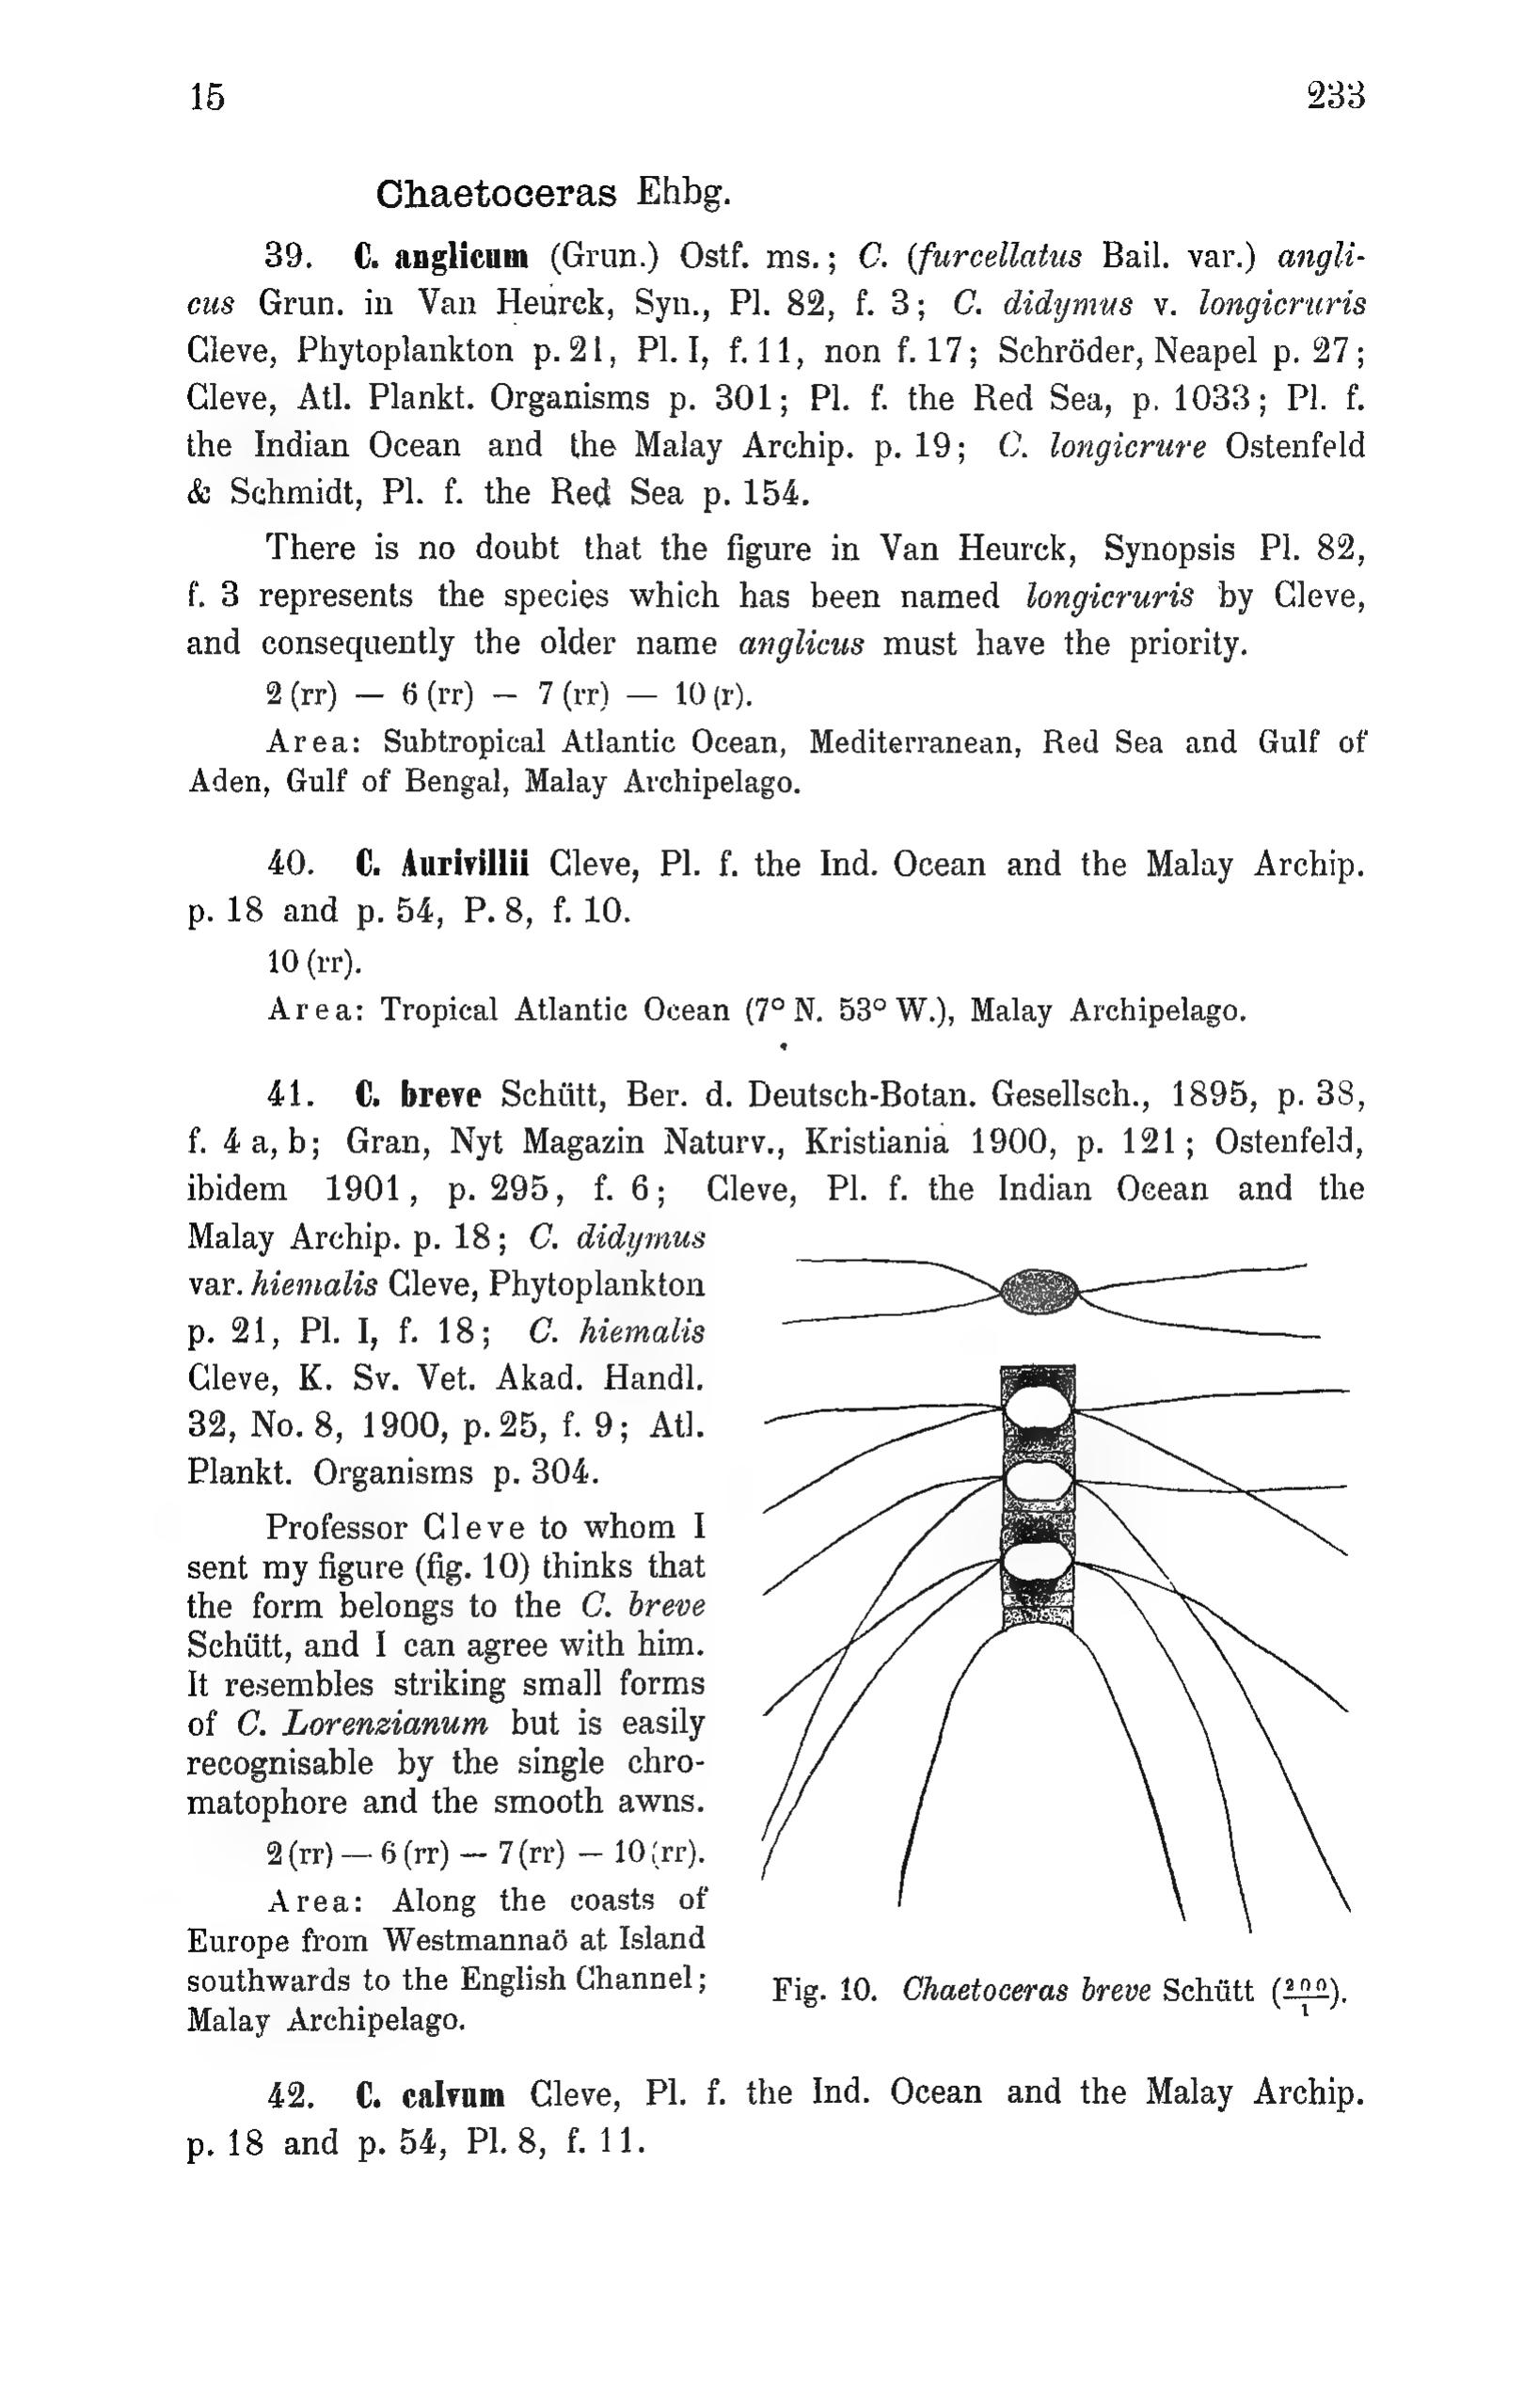 15 233
Chaetoceras Ehbg.
39. C. anglicum (Grun.) Ostf. ms.; C. (furcellatus Bail. var.) angli-
cus Grun. in Van Heurck, Syn., Pl. 82, f. 3; C. didymus v. longicruris
Cleve, Phytoplankton p. 21, Pl. I, f. 11, non f. 17; Schröder, Neapel p. 27;
Cleve, Atl. Plankt. Organisms p. 301; Pl. f. the Red Sea, p. 1033; Pl. f.
the Indian Ocean and the Malay Archip. p. 19; C. longicrure Ostenfeld
& Schmidt, Pl. f. the Red Sea p. 154.
There is no doubt that the figure in Van Heurck, Synopsis Pl. 82,
f. 3 represents the species which has been named longicruris by Cleve,
and consequently the older name anglicus must have the priority.
2 (rr) — 6 (rr) — 7 (rr) — 10 (r).
Area: Subtropical Atlantic Ocean, Mediterranean, Red Sea and Gulf of
Aden, Gulf of Bengal, Malay Archipelago.
40. C. Aurivillii Cleve, Pl. f. the Ind. Ocean and the Malay Archip.
p. 18 and p. 54, P. 8, f. 10.
10 (rr).
Area: Tropical Atlantic Ocean (7° N. 53° W.), Malay Archipelago.
41. C. breve Schütt, Ber. d. Deutsch-Botan. Gesellsch., 1895, p. 38,
f. 4 a, b; Gran, Nyt Magazin Naturv., Kristiania 1900, p. 121; Ostenfeld,
ibidem 1901, p. 295, f. 6; Cleve, Pl. f. the Indian Ocean and the
Malay Archip. p. 18; C. didymus
var. hiemalis Cleve, Phytoplankton
p. 21, Pl. I, f. 18; C. hiemalis
Cleve, K. Sv. Vet. Akad. Handl.
32, No. 8, 1900, p. 25, f. 9; Atl.
Plankt. Organisms p. 304.
Professor Cleve to whom I
sent my figure (fig. 10) thinks that
the form belongs to the C. breve
Schütt, and I can agree with him.
It resembles striking small forms
of C. Lorenzianum but is easily
recognisable by the single chro-
matophore and the smooth awns.
2 (rr) — 6 (rr) — 7 (rr) — 10 (rr).
Area: Along the coasts of
Europe from Westmannaö at Island
southwards to the English Channel;
Malay Archipelago.
Fig. 10. Chaetoceras breve Schütt (200/1).
42. C. calvum Cleve, Pl. f. the Ind. Ocean and the Malay Archip.
p. 18 and p. 54, Pl. 8, f. 11.